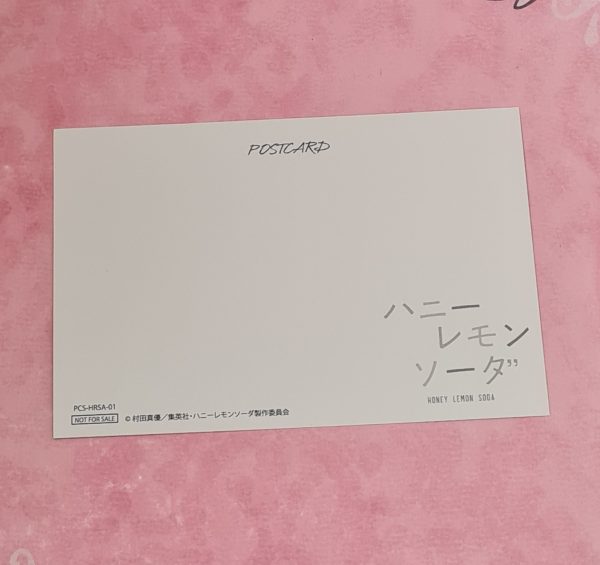 POSTCARD
ハニー
レモン
ソーダ
HONEY LEMON SODA
PCS-HRSA-01
NOT FOR SALE
© 村田真優／集英社・ハニーレモンソーダ製作委員会